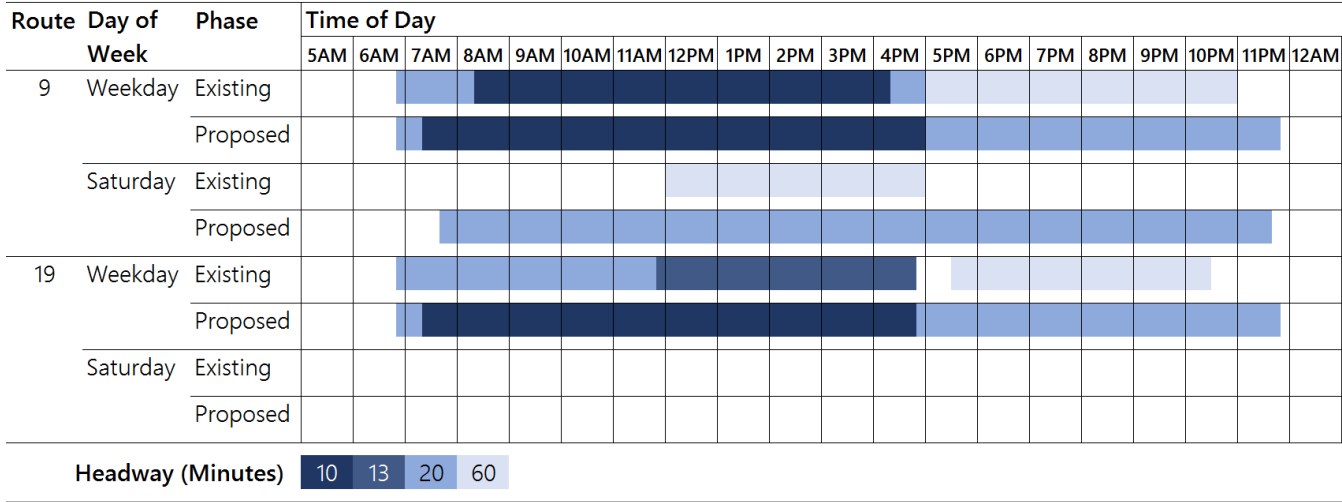 Route Day of Week Phase Time of Day
5AM 6AM 7AM 8AM 9AM 10AM 11AM 12PM 1PM 2PM 3PM 4PM 5PM 6PM 7PM 8PM 9PM 10PM 11PM 12AM
9 Weekday Existing
Proposed
Saturday Existing
Proposed
19 Weekday Existing
Proposed
Saturday Existing
Proposed
Headway (Minutes) 10 13 20 60